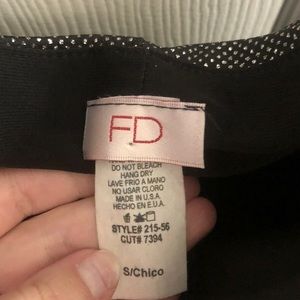 FD
DO NOT BLEACH
HANG DRY
LAVE FRIO A MANO
NO USAR CLORO
MADE IN U.S.A.
HECHO EN E.U.A.
STYLE# 215-56
CUT# 7394
S/Chico